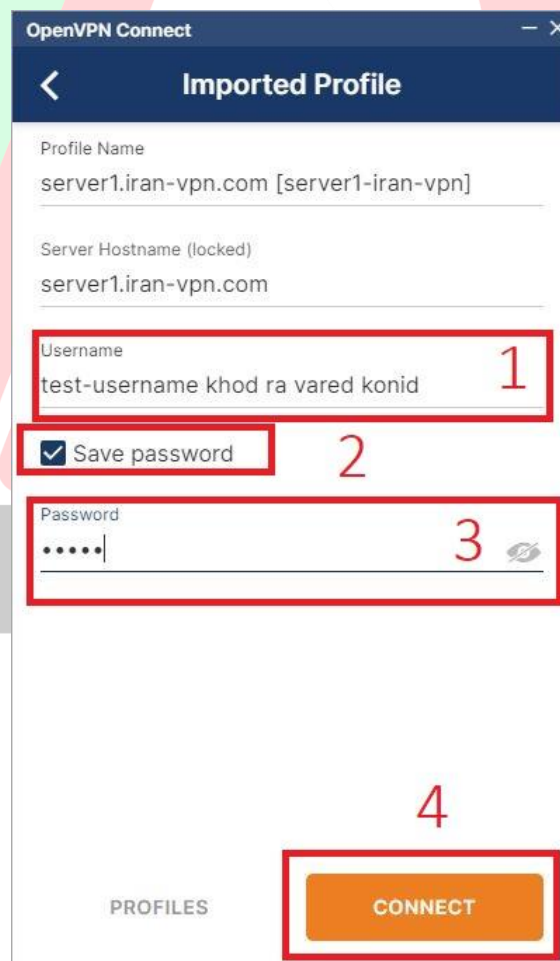 OpenVPN Connect
Imported Profile
Profile Name
server1.iran-vpn.com [server1-iran-vpn]
Server Hostname (locked)
server1.iran-vpn.com
Username
test-username khod ra vared konid
1
Save password
2
Password
•••••
3
4
PROFILES
CONNECT